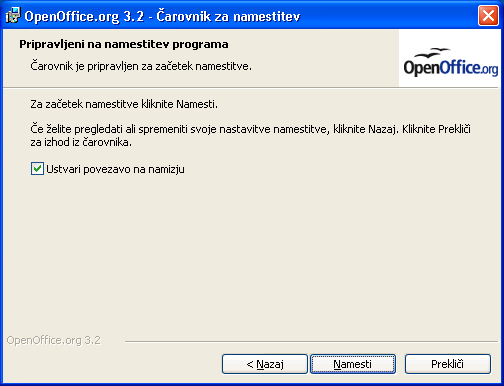 OpenOffice.org 3.2 - Čarovnik za namestitev
Pripravljeni na namestitev programa
Čarovnik je pripravljen za začetek namestitve.
OpenOffice.org
Za začetek namestitve kliknite Namesti.
Če želite pregledati ali spremeniti svoje nastavitve namestitve, kliknite Nazaj. Kliknite Prekliči
za izhod iz čarovnika.
Ustvari povezavo na namizju
OpenOffice.org 3.2
< Nazaj
Namesti
Prekliči